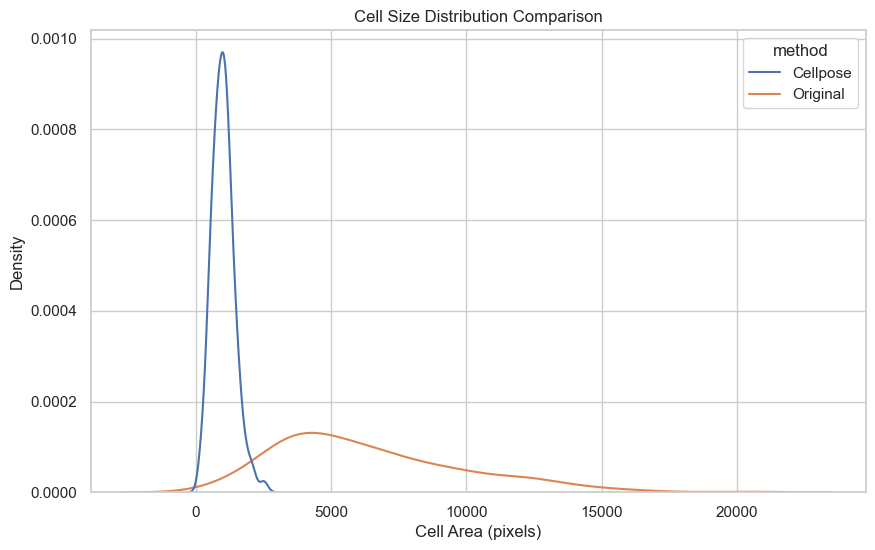 Cell Size Distribution Comparison
0.0010
0.0008
0.0006
0.0004
0.0002
0.0000
Density
method
Cellpose
Original
0 5000 10000 15000 20000
Cell Area (pixels)